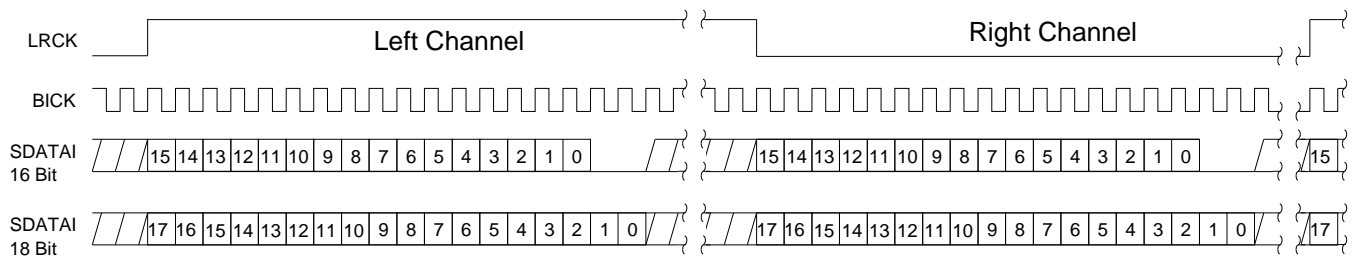 LRCK Left Channel Right Channel
BICK
SDATAI 15 14 13 12 11 10 9 8 7 6 5 4 3 2 1 0 15 14 13 12 11 10 9 8 7 6 5 4 3 2 1 0 15
16 Bit
SDATAI 17 16 15 14 13 12 11 10 9 8 7 6 5 4 3 2 1 0 17 16 15 14 13 12 11 10 9 8 7 6 5 4 3 2 1 0 17
18 Bit